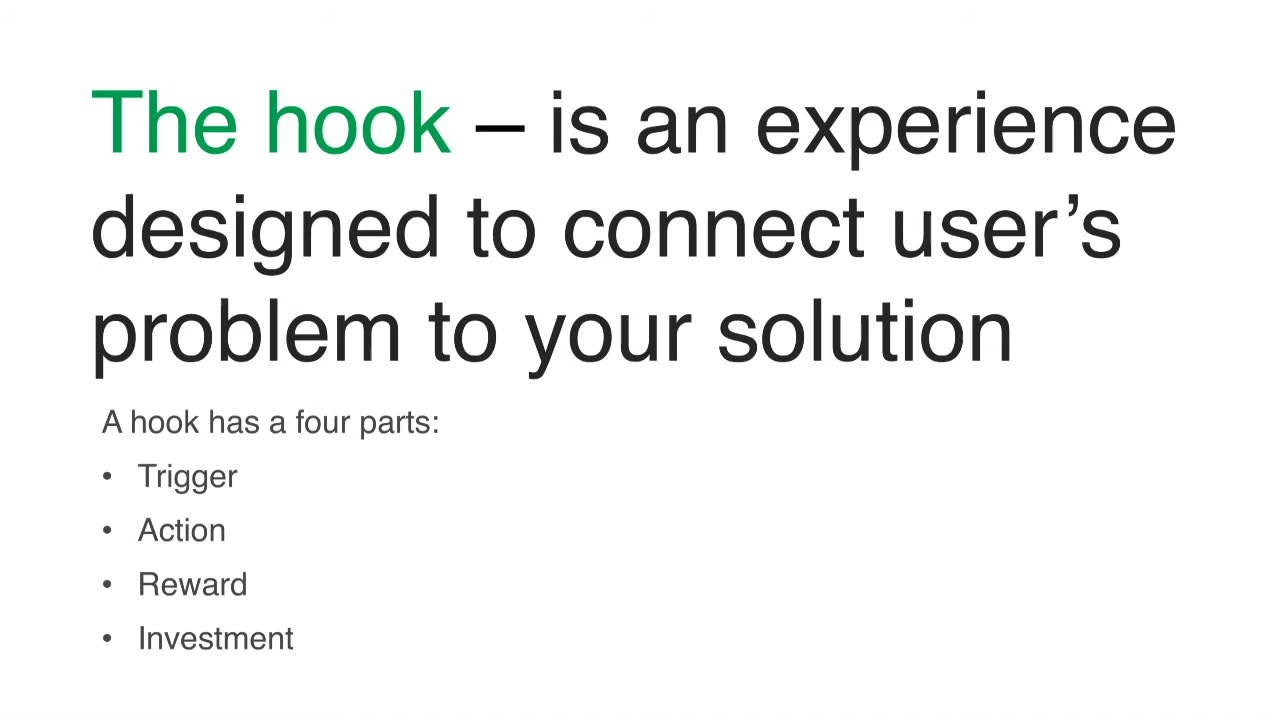 The hook – is an experience
designed to connect user’s
problem to your solution
A hook has a four parts:
• Trigger
• Action
• Reward
• Investment